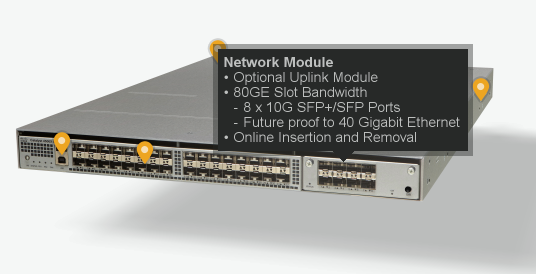 Network Module
• Optional Uplink Module
• 80GE Slot Bandwidth
- 8 x 10G SFP+/SFP Ports
- Future proof to 40 Gigabit Ethernet
• Online Insertion and Removal